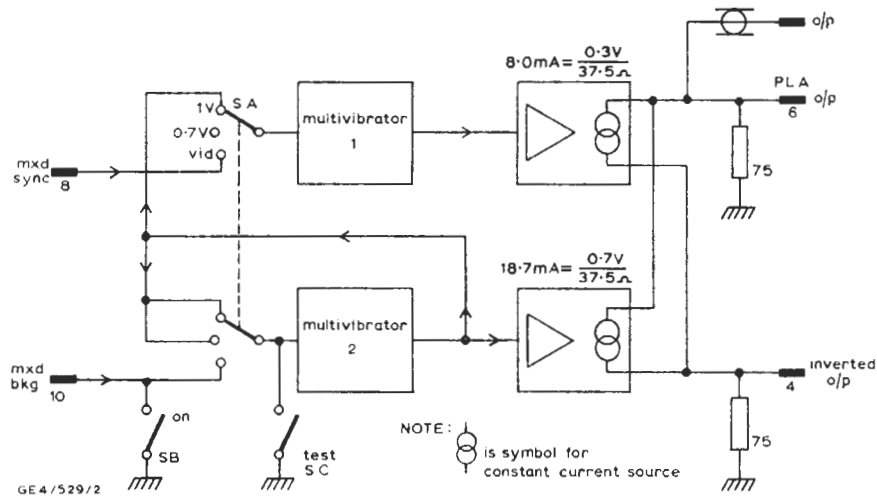 o/p
8·0mA = 0·3V / 37·5Ω
PLA
6
o/p
1V
SA
0·7V
vid
multivibrator
1
mxd
sync
8
75
18·7mA = 0·7V / 37·5Ω
multivibrator
2
mxd
bkg
10
inverted
4
o/p
on
SB
test
SC
NOTE:
is symbol for
constant current source
75
GE4/529/2